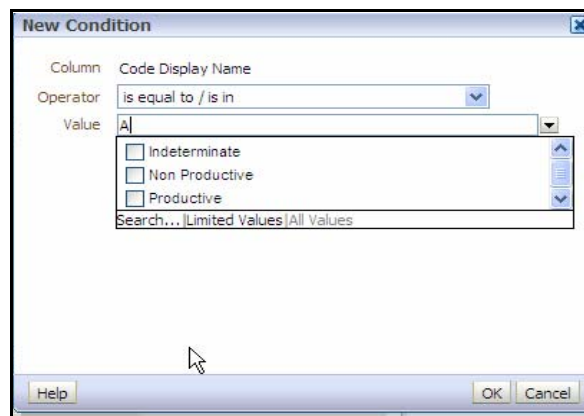 New Condition
Column Code Display Name
Operator is equal to / is in
Value A
Indeterminate
Non Productive
Productive
Search...|Limited Values|All Values
Help OK Cancel